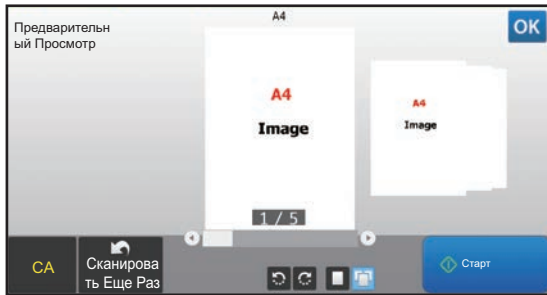 A4
Предварительн
ый Просмотр
OK
A4
Image
A4
Image
1 / 5
CA
Сканирова
ть Еще Раз
Старт